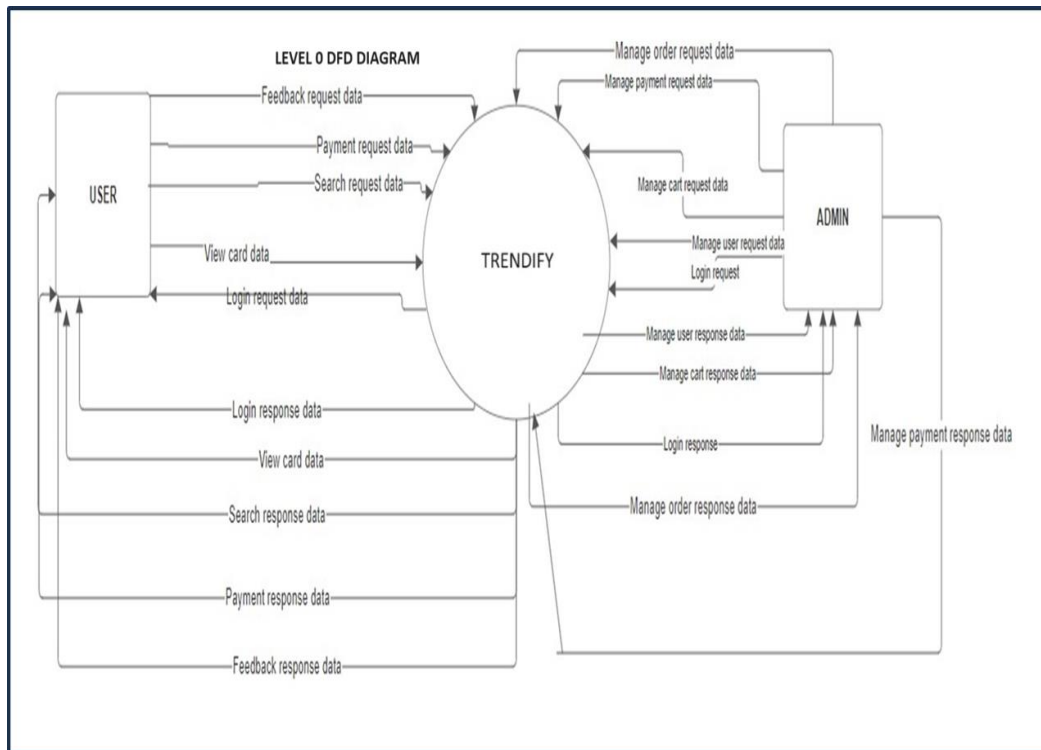 LEVEL 0 DFD DIAGRAM
Manage order request data
Manage payment request data
Feedback request data
Payment request data
Search request data
Manage cart request data
USER
ADMIN
View card data
TRENDIFY
Manage user request data
Login request
Login request data
Manage user response data
Manage cart response data
Login response data
Login response
Manage payment response data
View card data
Manage order response data
Search response data
Payment response data
Feedback response data